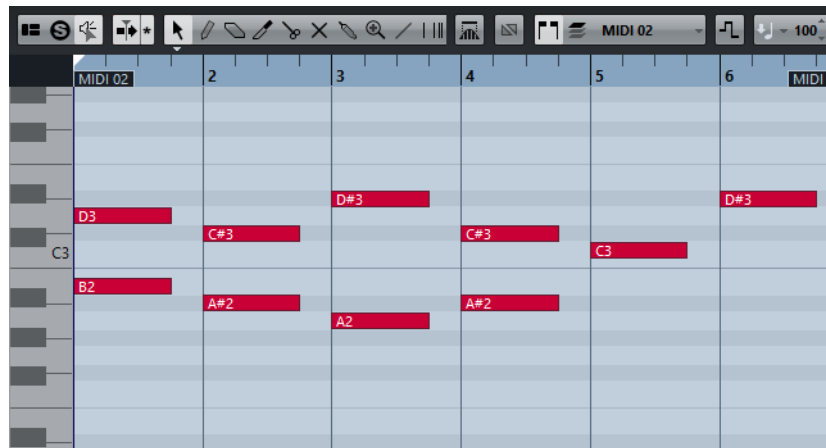 S * MIDI 02 100
MIDI 02 2 3 4 5 6 MIDI
D#3 D#3
D3
C#3 C#3
C3 C3
B2
A#2 A#2
A2